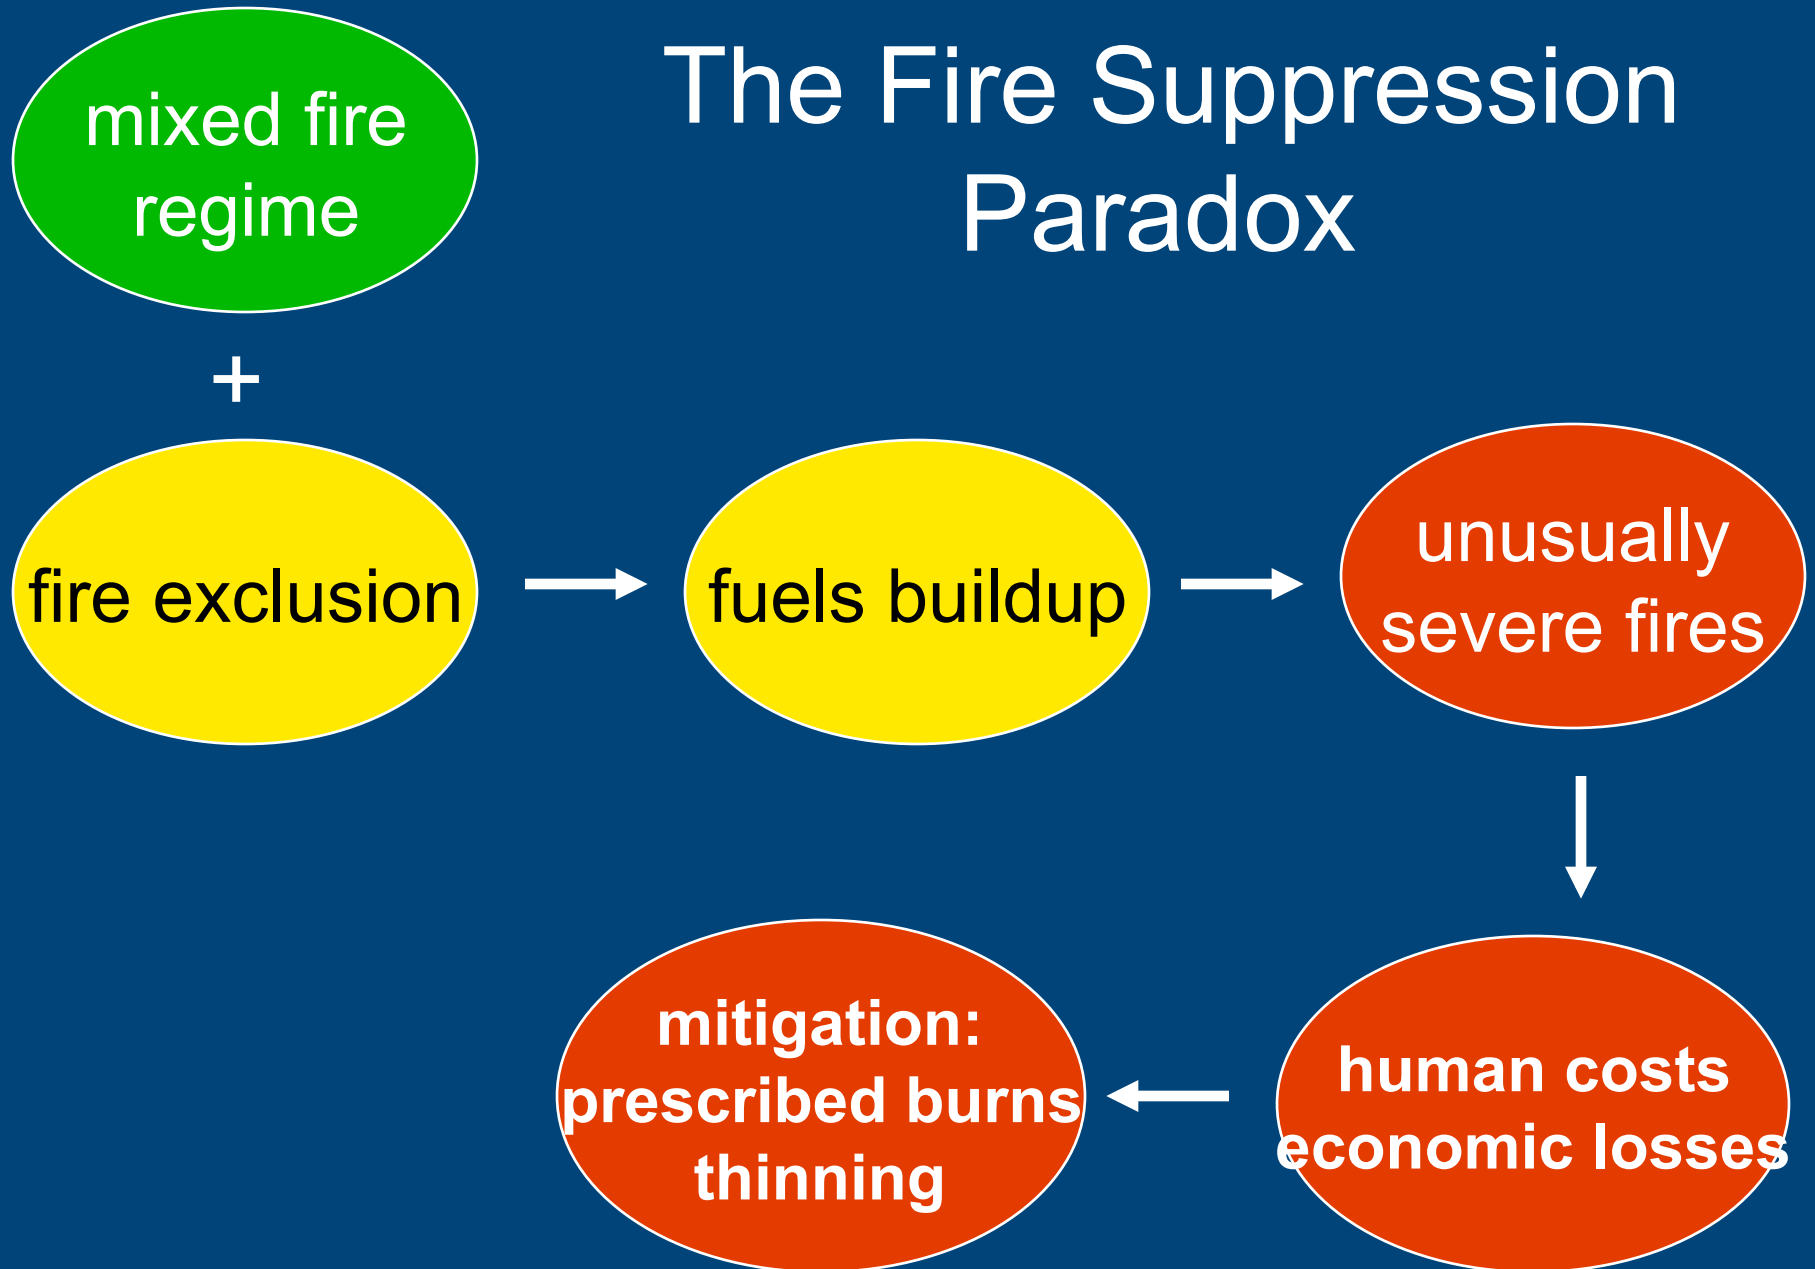 The Fire Suppression
Paradox
mixed fire
regime
+
fire exclusion
fuels buildup
unusually
severe fires
human costs
economic losses
mitigation:
prescribed burns
thinning